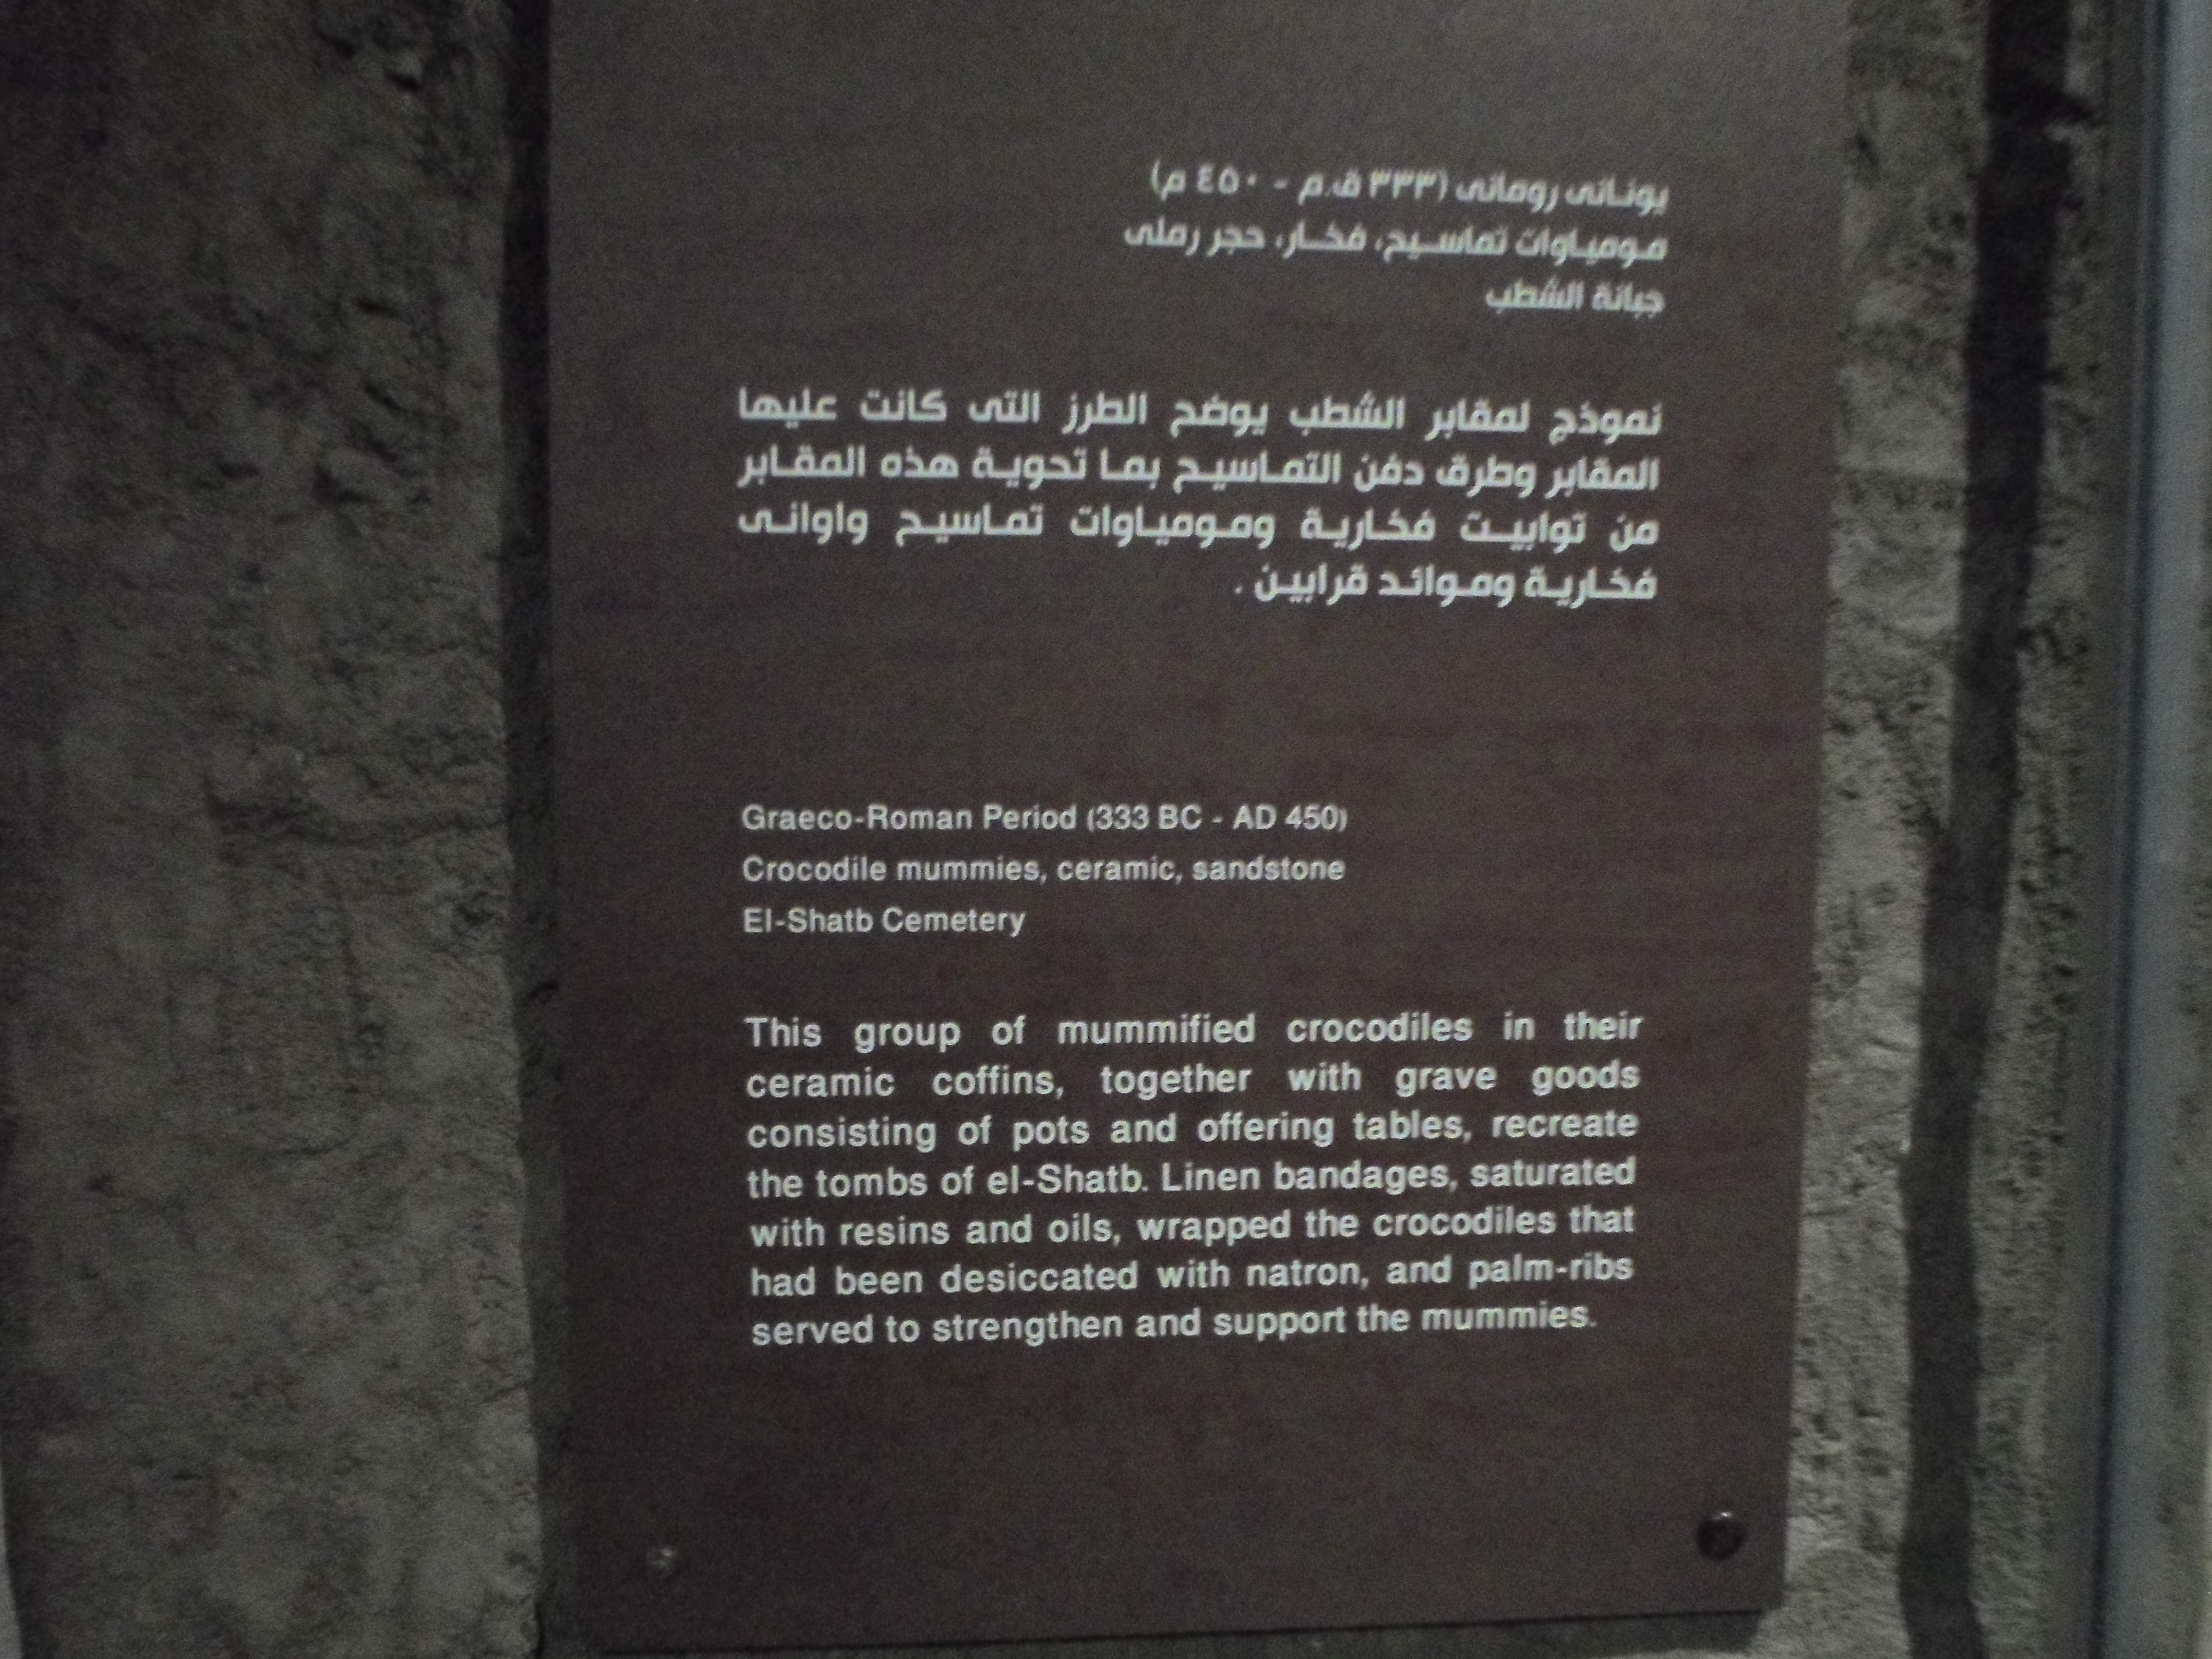 يونانى رومانى (٣٣٣ ق.م - ٤٥٠ م)
مومياوات تماسيح، فخار، حجر رملى
جبانة الشطب
نموذج لمقابر الشطب يوضح الطرز التى كانت عليها
المقابر وطرق دفن التماسيح بما تحوية هذه المقابر
من توابيت فخارية ومومياوات تماسيح واوانى
فخارية وموائد قرابين .
Graeco-Roman Period (333 BC - AD 450)
Crocodile mummies, ceramic, sandstone
El-Shatb Cemetery
This group of mummified crocodiles in their
ceramic coffins, together with grave goods
consisting of pots and offering tables, recreate
the tombs of el-Shatb. Linen bandages, saturated
with resins and oils, wrapped the crocodiles that
had been desiccated with natron, and palm-ribs
served to strengthen and support the mummies.